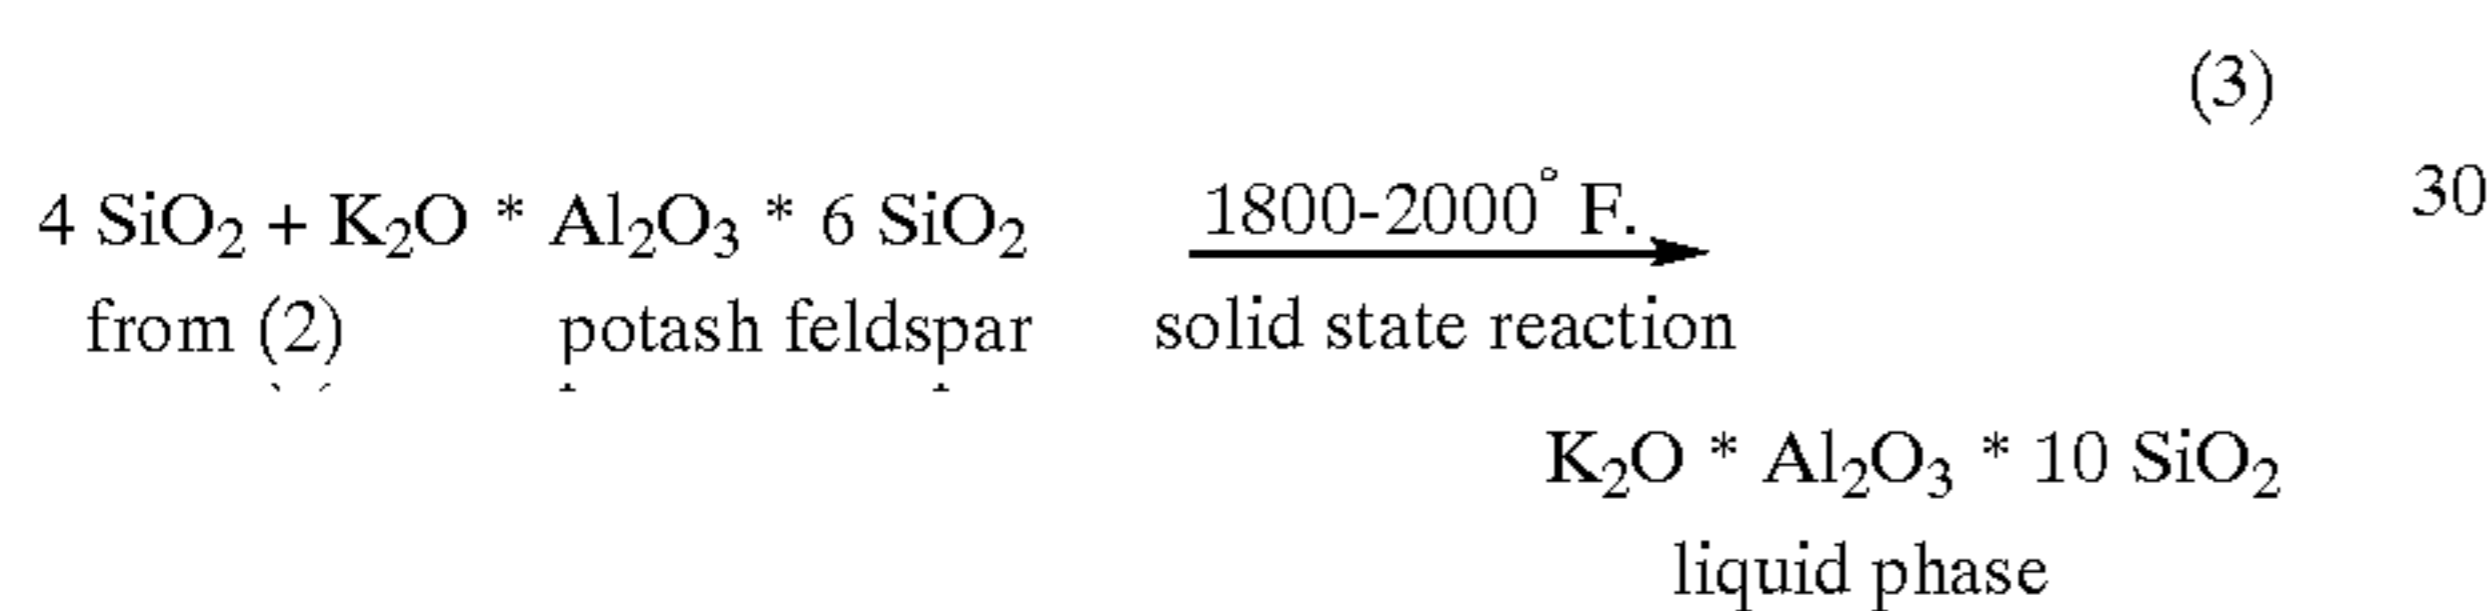 (3)
30
4 SiO₂ + K₂O * Al₂O₃ * 6 SiO₂ 1800-2000° F.
from (2) potash feldspar solid state reaction
K₂O * Al₂O₃ * 10 SiO₂
liquid phase